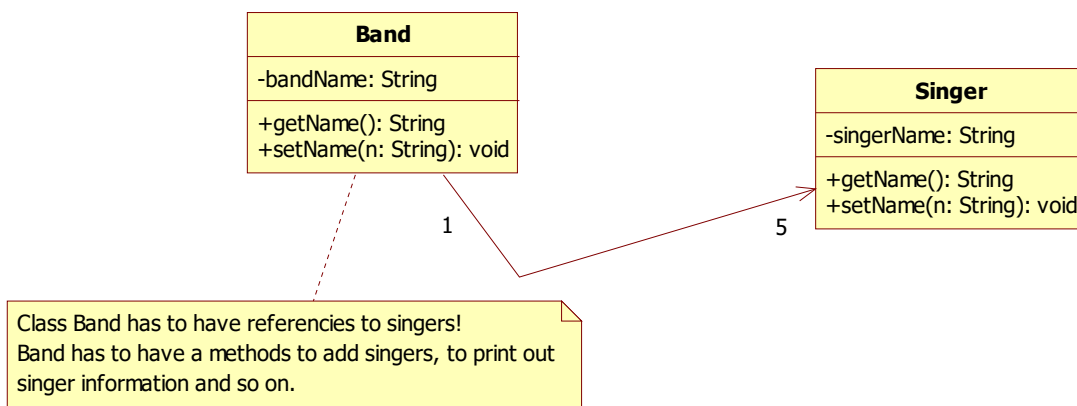 Band
-bandName: String
+getName(): String
+setName(n: String): void
Singer
-singerName: String
+getName(): String
+setName(n: String): void
1
5
Class Band has to have referencies to singers!
Band has to have a methods to add singers, to print out
singer information and so on.